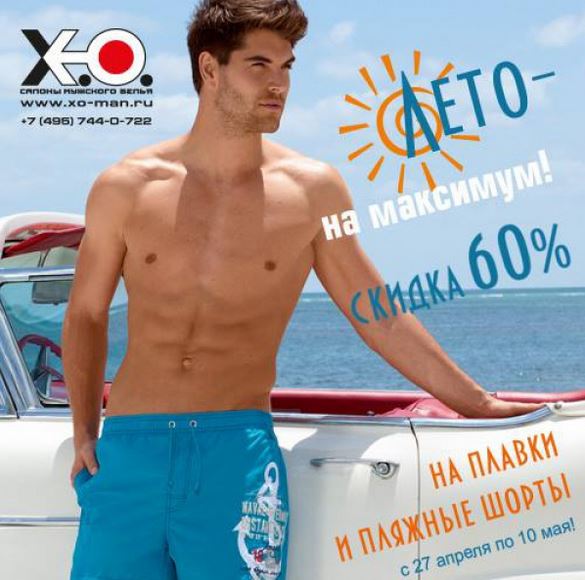 X.O.
САЛОНЫ МУЖСКОГО БЕЛЬЯ
www.xo-man.ru
+7 (495) 744-0-722
ЛЕТО-
на максимум!
СКИДКА 60%
НА ПЛАВКИ
И ПЛЯЖНЫЕ ШОРТЫ
с 27 апреля по 10 мая!